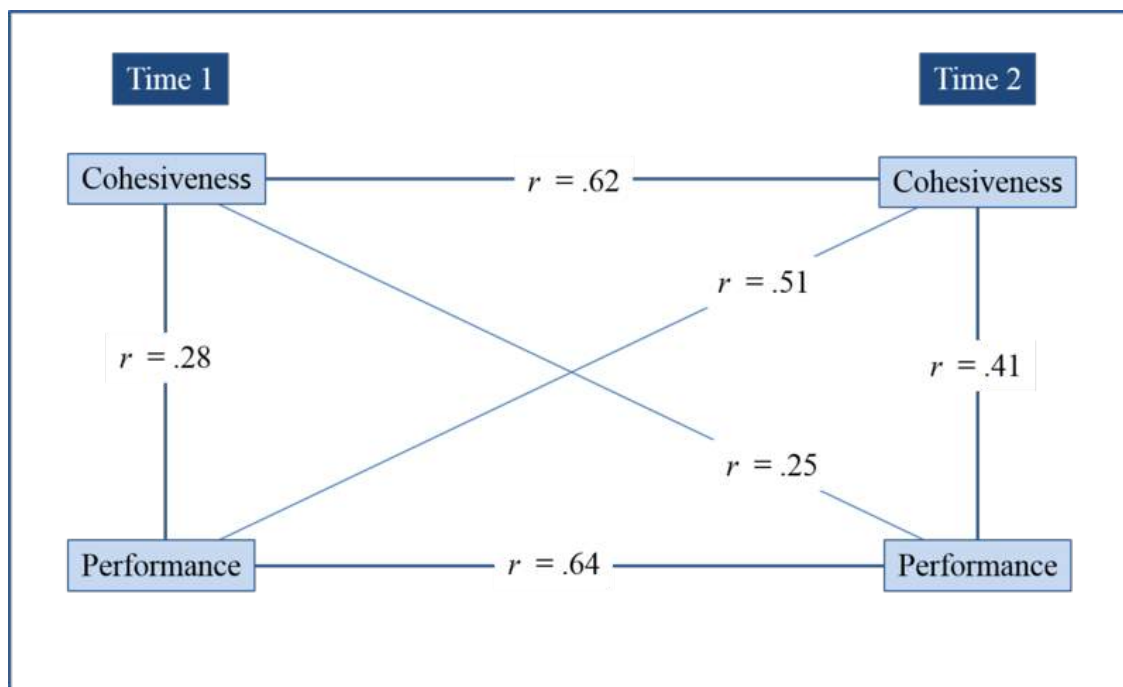 Time 1
Time 2
Cohesiveness
r = .62
Cohesiveness
r = .51
r = .28
r = .41
r = .25
Performance
r = .64
Performance